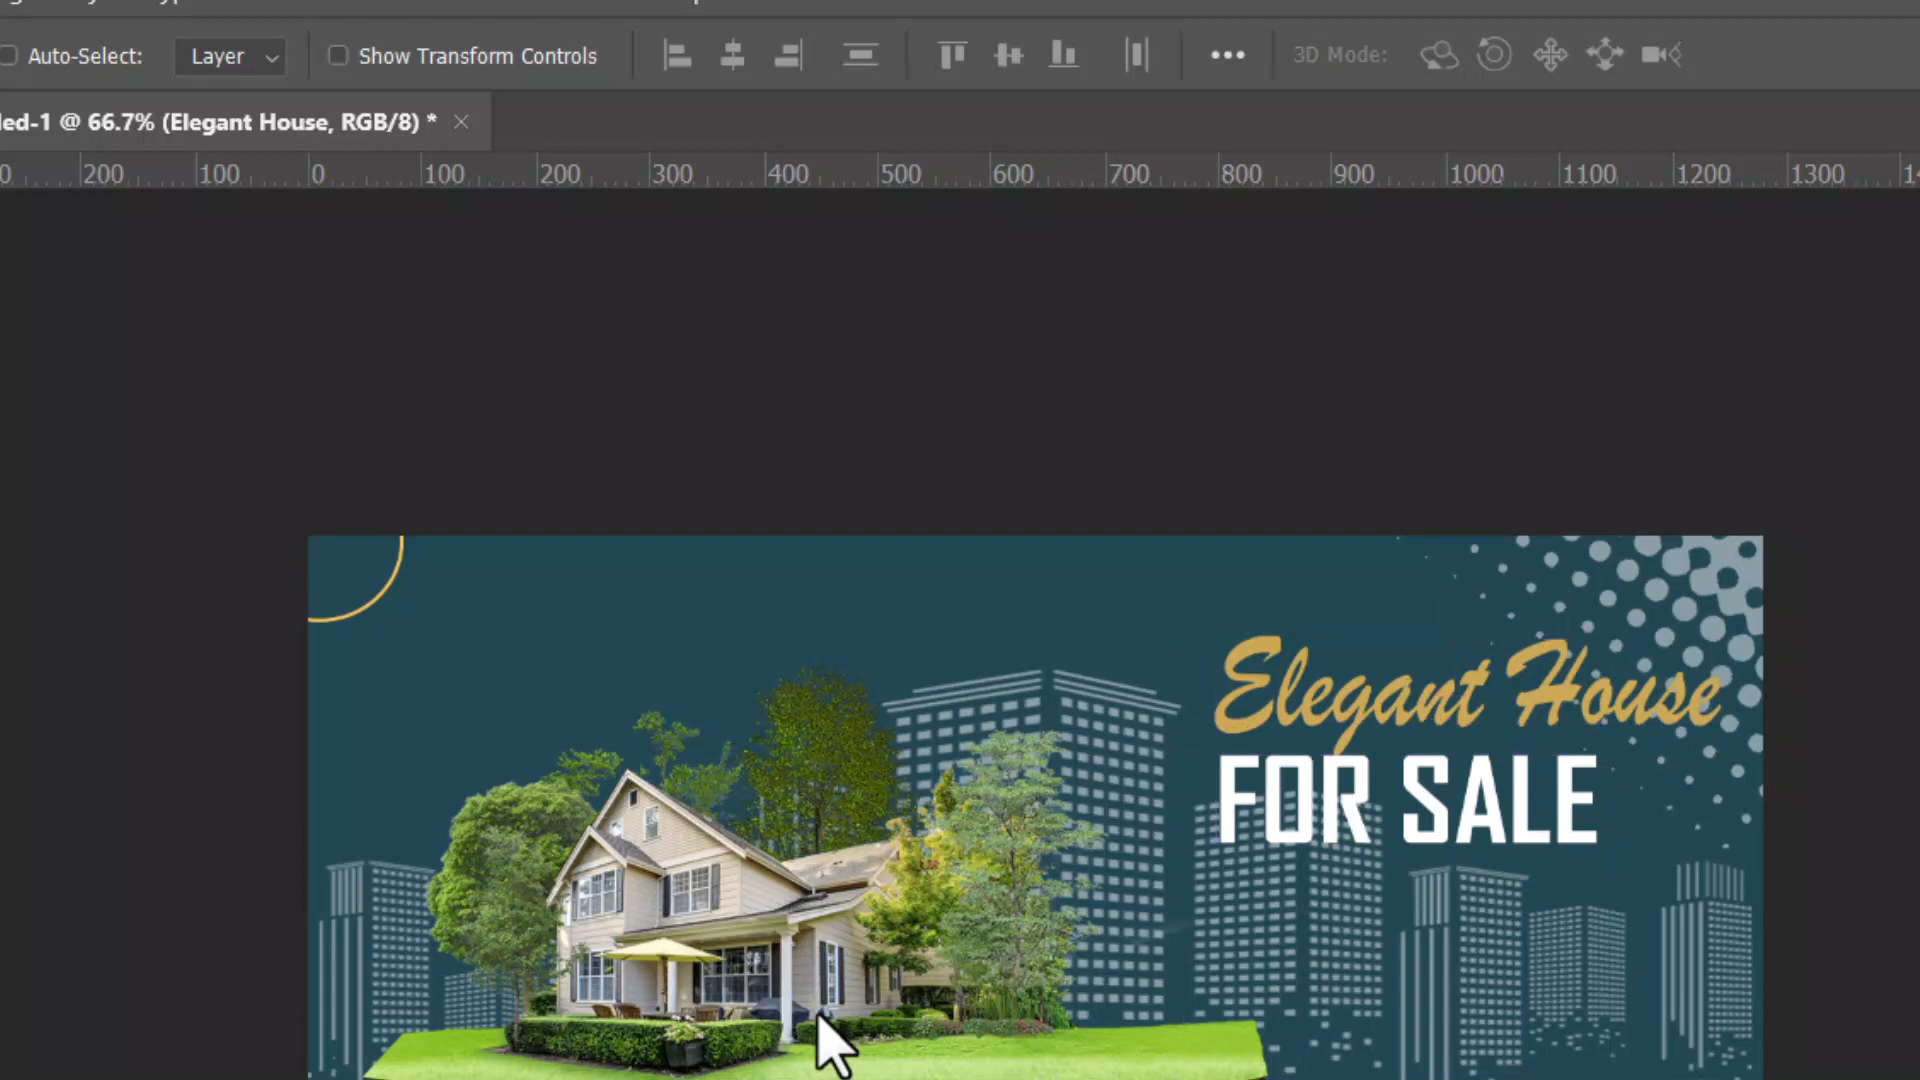 Auto-Select: Layer Show Transform Controls 3D Mode:
led-1 @ 66.7% (Elegant House, RGB/8) *
0 200 100 0 100 200 300 400 500 600 700 800 900 1000 1100 1200 1300
Elegant House
FOR SALE